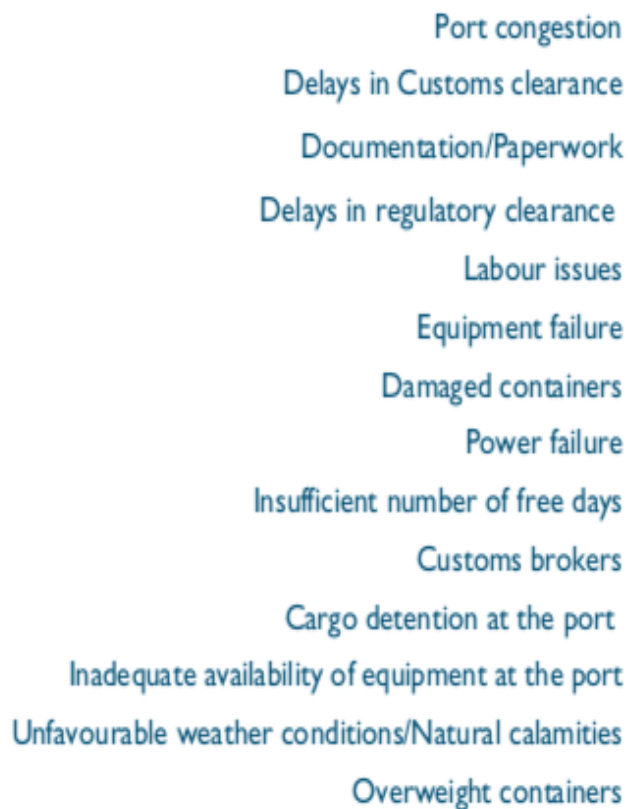 Port congestion
Delays in Customs clearance
Documentation/Paperwork
Delays in regulatory clearance
Labour issues
Equipment failure
Damaged containers
Power failure
Insufficient number of free days
Customs brokers
Cargo detention at the port
Inadequate availability of equipment at the port
Unfavourable weather conditions/Natural calamities
Overweight containers